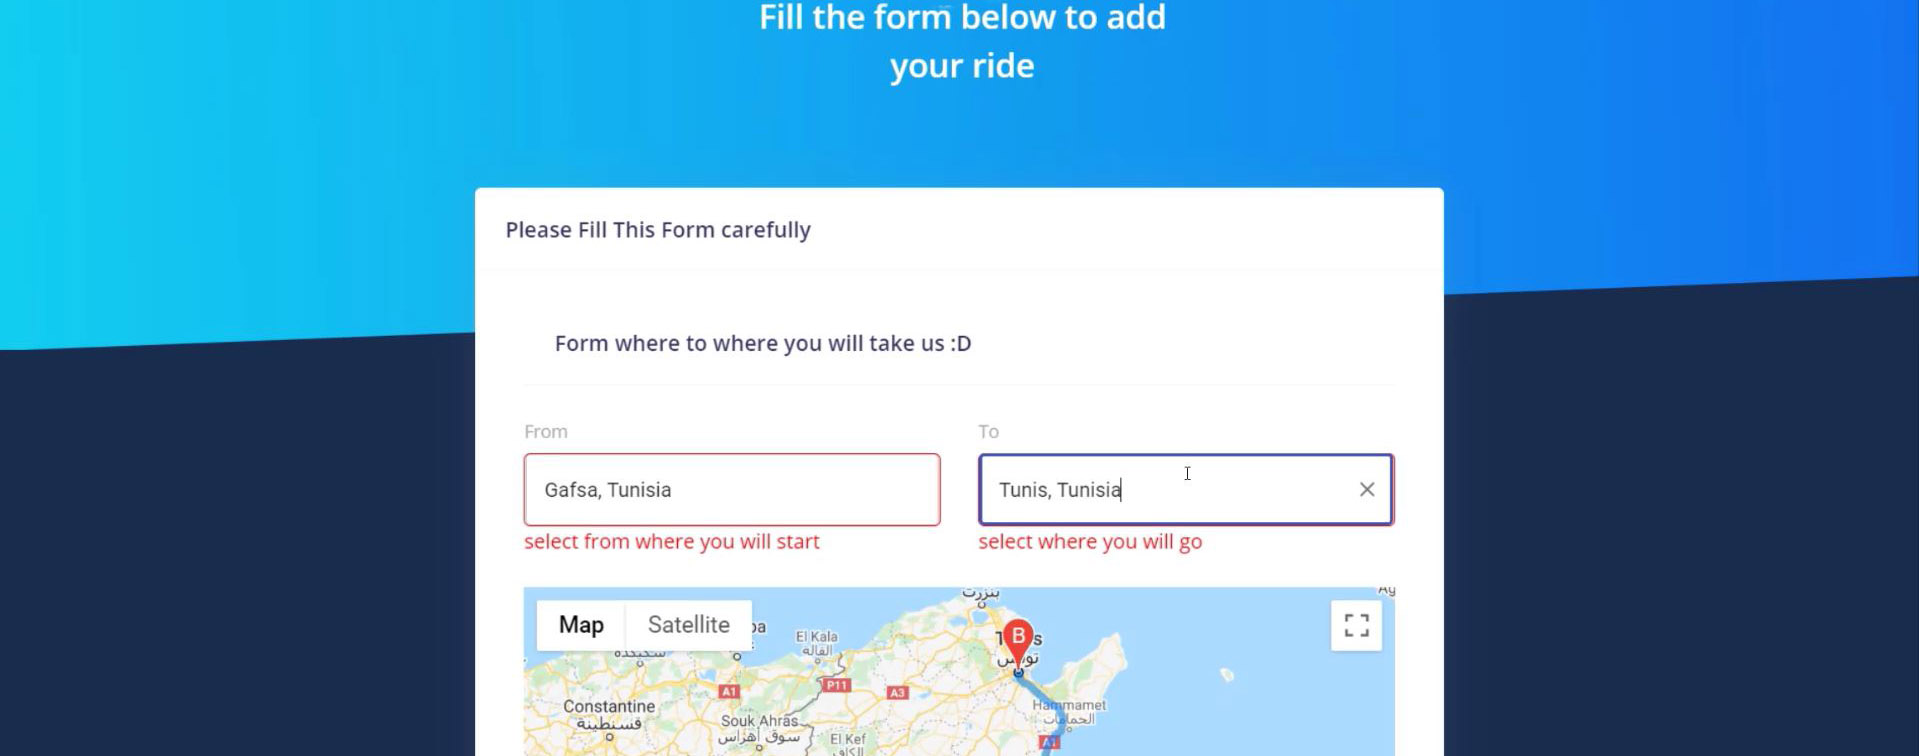 Fill the form below to add
your ride
Please Fill This Form carefully
Form where to where you will take us :D
From
To
Gafsa, Tunisia
Tunis, Tunisia
select from where you will start
select where you will go
Map
Satellite
بنزرت
El Kala
القالة
سكيكدة
B
تونس
A1
P11
A3
Hammamet
الحمامات
Constantine
قسنطينة
Souk Ahras
سوق أهراس
El Kef
الكاف
A1